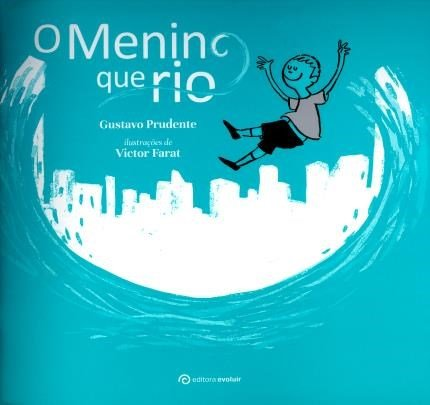 O Menino
que rio
Gustavo Prudente
ilustrações de
Victor Farat
editora evoluir